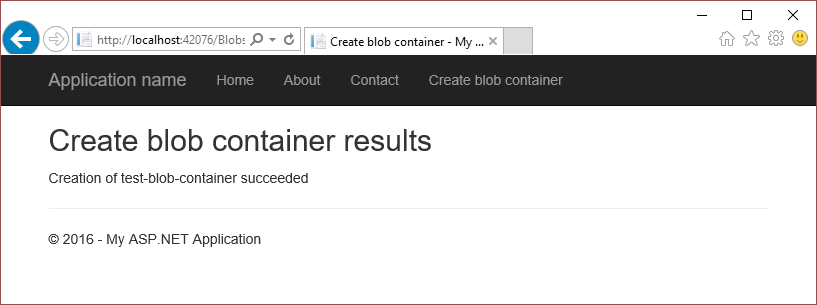 http://localhost:42076/Blobs
Create blob container - My ...
Application name Home About Contact Create blob container
Create blob container results
Creation of test-blob-container succeeded
© 2016 - My ASP.NET Application